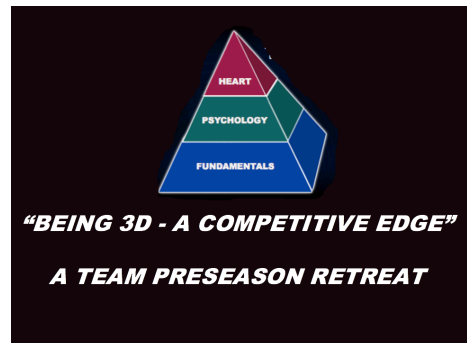 HEART
PSYCHOLOGY
FUNDAMENTALS
“BEING 3D - A COMPETITIVE EDGE”
A TEAM PRESEASON RETREAT